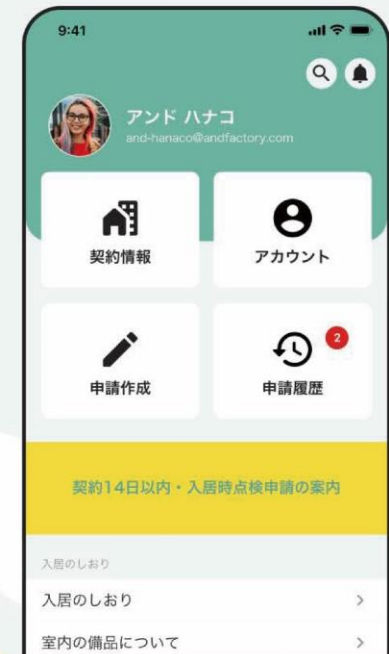 9:41
アンド ハナコ
and-hanaco@andfactory.com
契約情報
アカウント
申請作成
2
申請履歴
契約14日以内・入居時点検申請の案内
入居のしおり
入居のしおり
室内の備品について